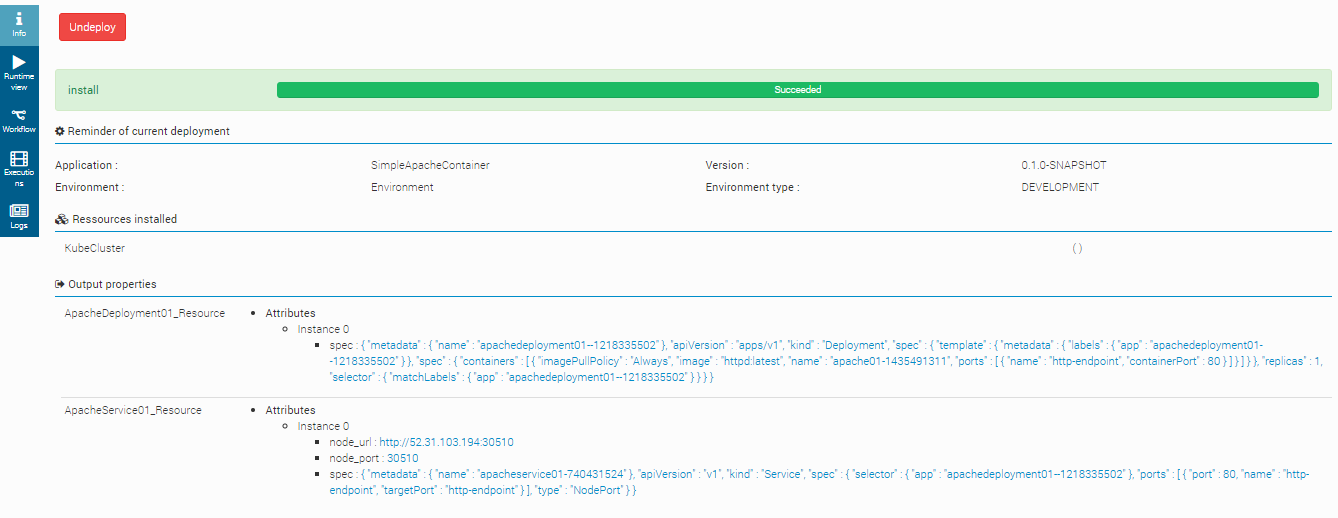 Info
Runtime
view
Workflow
Executio
ns
Logs
Undeploy
install
Succeeded
Reminder of current deployment
Application : SimpleApacheContainer Version : 0.1.0-SNAPSHOT
Environment : Environment Environment type : DEVELOPMENT
Ressources installed
KubeCluster ( )
Output properties
ApacheDeployment01_Resource • Attributes
Instance 0
spec : { "metadata" : { "name" : "apachedeployment01--1218335502" }, "apiVersion" : "apps/v1", "kind" : "Deployment", "spec" : { "template" : { "metadata" : { "labels" : { "app" : "apachedeployment01-
-1218335502" } }, "spec" : { "containers" : [ { "imagePullPolicy" : "Always", "image" : "httpd:latest", "name" : "apache01-1435491311", "ports" : [ { "name" : "http-endpoint", "containerPort" : 80 } ] } ] } }, "replicas" : 1,
"selector" : { "matchLabels" : { "app" : "apachedeployment01--1218335502" } } } }
ApacheService01_Resource • Attributes
Instance 0
node_url : http://52.31.103.194:30510
node_port : 30510
spec : { "metadata" : { "name" : "apacheservice01-740431524" }, "apiVersion" : "v1", "kind" : "Service", "spec" : { "selector" : { "app" : "apachedeployment01--1218335502" }, "ports" : [ { "port" : 80, "name" : "http-
endpoint", "targetPort" : "http-endpoint" } ], "type" : "NodePort" } }